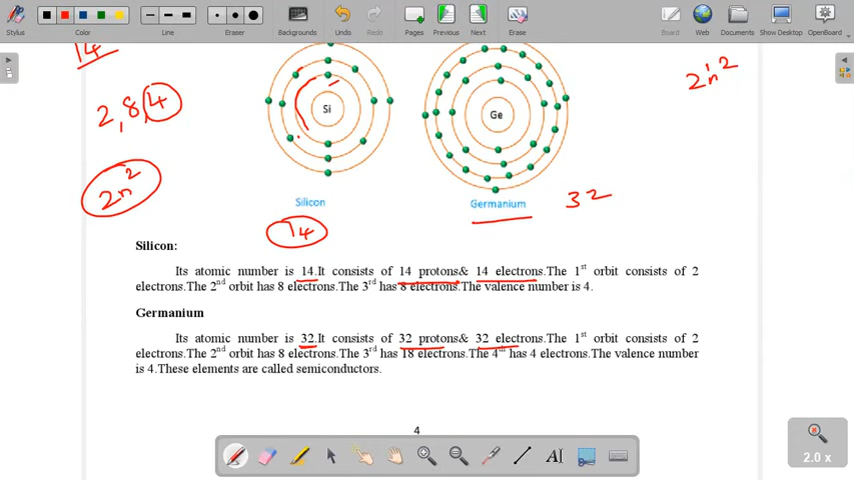 Stylus
Color
Line
Eraser
Backgrounds
Undo
Redo
Pages
Previous
Next
Erase
Board
Web
Documents
Show Desktop
OpenBoard
14
2,8,4
2n²
2n²
Si
Ge
Silicon
Germanium
14
32
Silicon:
Its atomic number is 14.It consists of 14 protons& 14 electrons.The 1st orbit consists of 2
electrons.The 2nd orbit has 8 electrons.The 3rd has 8 electrons.The valence number is 4.
Germanium
Its atomic number is 32.It consists of 32 protons& 32 electrons.The 1st orbit consists of 2
electrons.The 2nd orbit has 8 electrons.The 3rd has 18 electrons.The 4th has 4 electrons.The valence number
is 4.These elements are called semiconductors.
4
AI
2.0 x